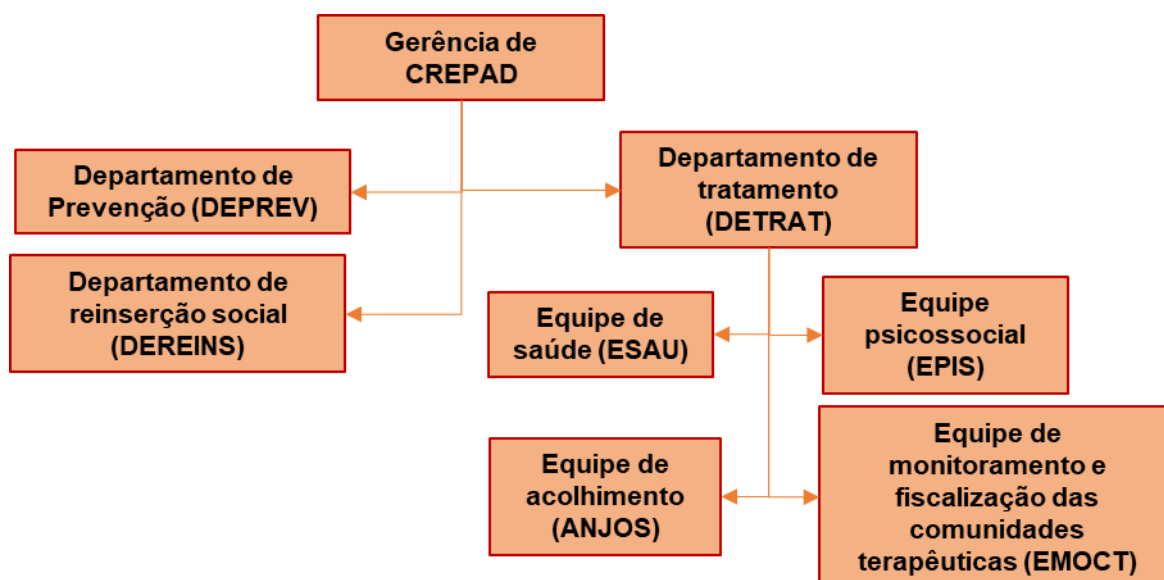 Gerência de
CREPAD
Departamento de
Prevenção (DEPREV)
Departamento de
tratamento
(DETRAT)
Departamento de
reinserção social
(DEREINS)
Equipe de
saúde (ESAU)
Equipe
psicossocial
(EPIS)
Equipe de
acolhimento
(ANJOS)
Equipe de
monitoramento e
fiscalização das
comunidades
terapêuticas (EMOCT)